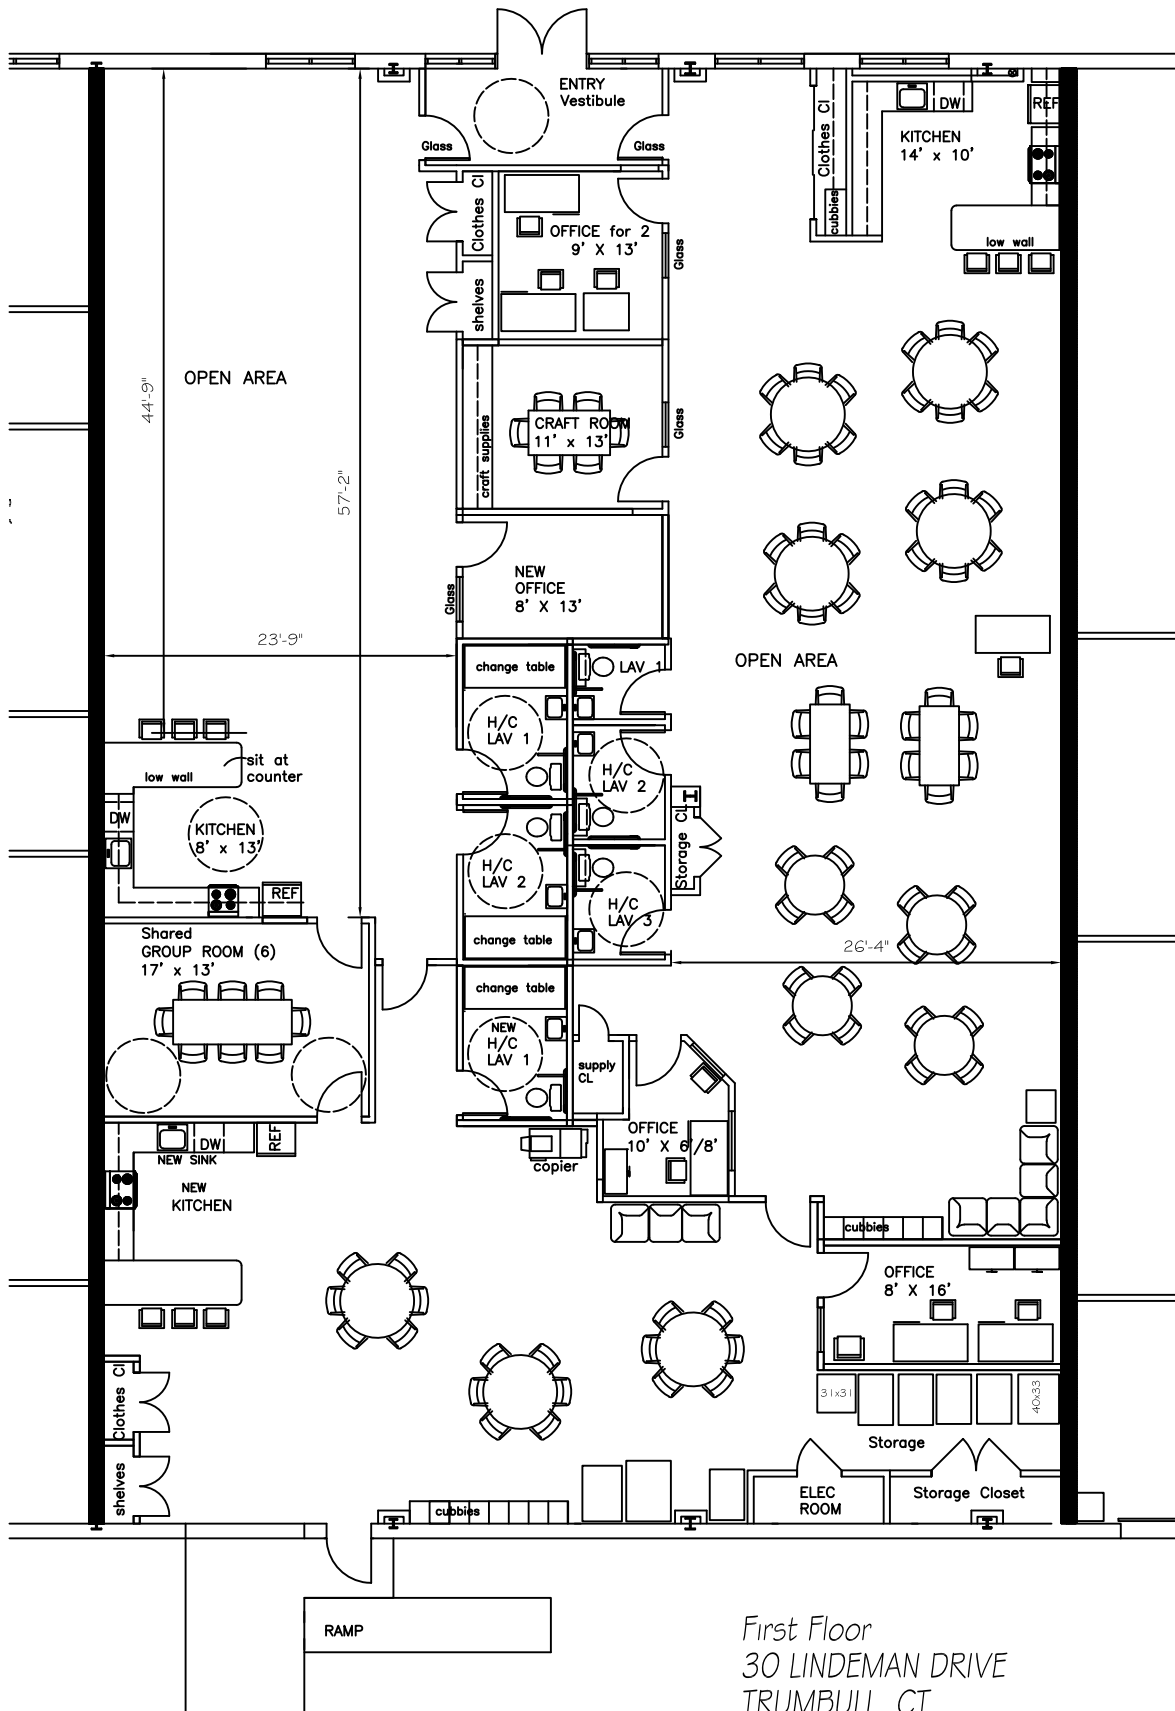 ENTRY
Vestibule
Glass
Glass
Clothes Cl
cubbies
DW
REF
KITCHEN
14' x 10'
low wall
Clothes Cl
shelves
OFFICE for 2
9' X 13'
Glass
OPEN AREA
44'-9"
57'-2"
craft supplies
CRAFT ROOM
11' x 13'
Glass
NEW
OFFICE
8' X 13'
Glass
23'-9"
change table
LAV 1
OPEN AREA
H/C
LAV 1
H/C
LAV 2
sit at
counter
low wall
DW
KITCHEN
8' x 13'
REF
Storage CL
H/C
LAV 2
H/C
LAV 3
change table
26'-4"
Shared
GROUP ROOM (6)
17' x 13'
change table
NEW
H/C
LAV 1
supply
CL
OFFICE
10' X 6'/8'
copier
DW
REF
NEW SINK
NEW
KITCHEN
cubbies
OFFICE
8' X 16'
31x31
40x33
Clothes Cl
shelves
Storage
cubbies
ELEC
ROOM
Storage Closet
RAMP
First Floor
30 LINDEMAN DRIVE
TRUMBULL, CT